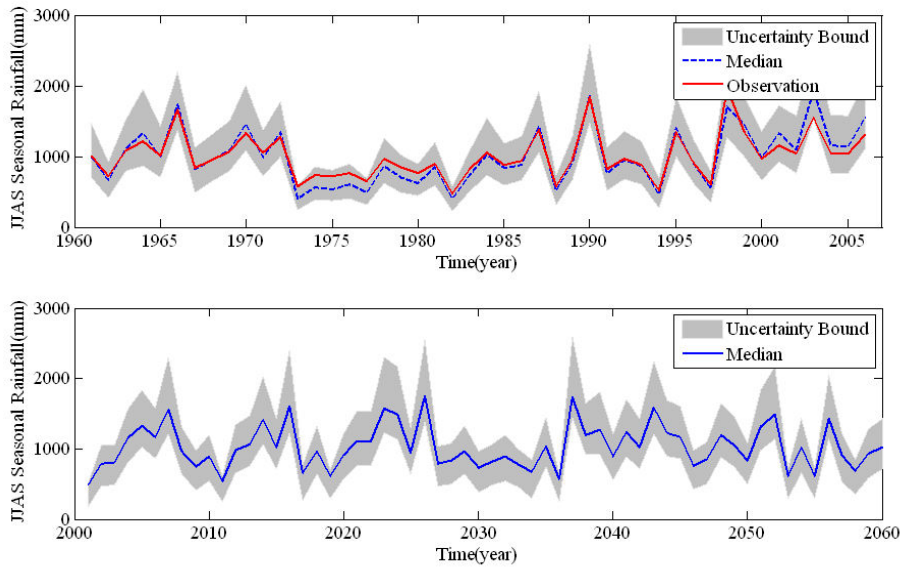 3000
2000
1000
0
JJAS Seasonal Rainfall(mm)
Uncertainty Bound
Median
Observation
1960 1965 1970 1975 1980 1985 1990 1995 2000 2005
Time(year)
3000
2000
1000
0
JJAS Seasonal Rainfall(mm)
Uncertainty Bound
Median
2000 2010 2020 2030 2040 2050 2060
Time(year)